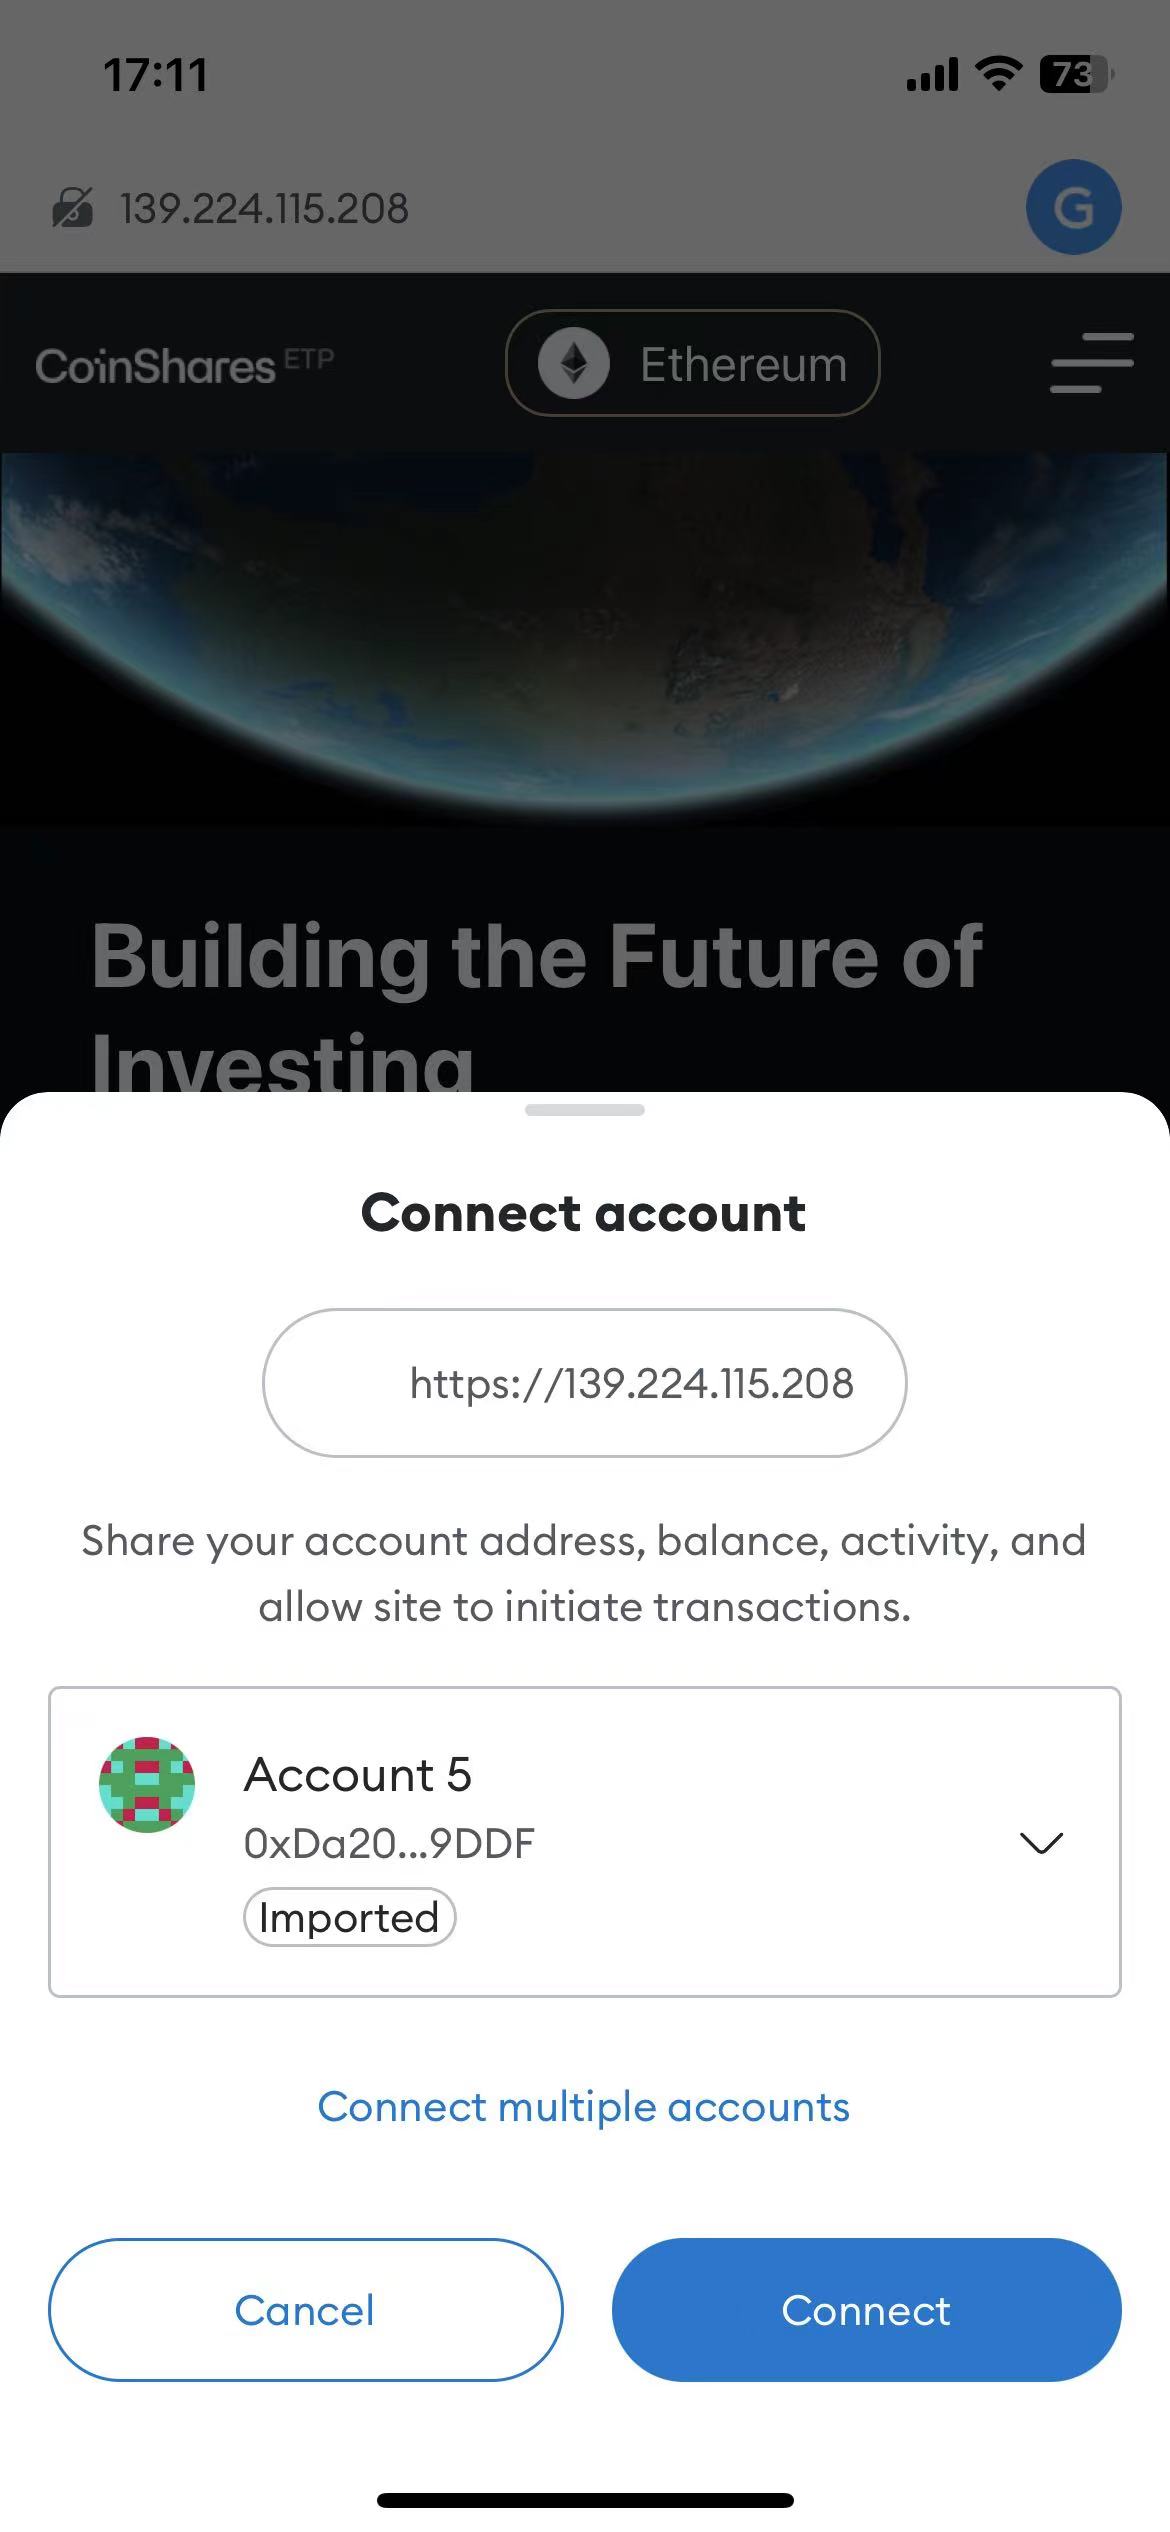 17:11
73
139.224.115.208
G
CoinShares ETP
Ethereum
Building the Future of
Investing
Connect account
https://139.224.115.208
Share your account address, balance, activity, and
allow site to initiate transactions.
Account 5
0xDa20...9DDF
Imported
Connect multiple accounts
Cancel
Connect